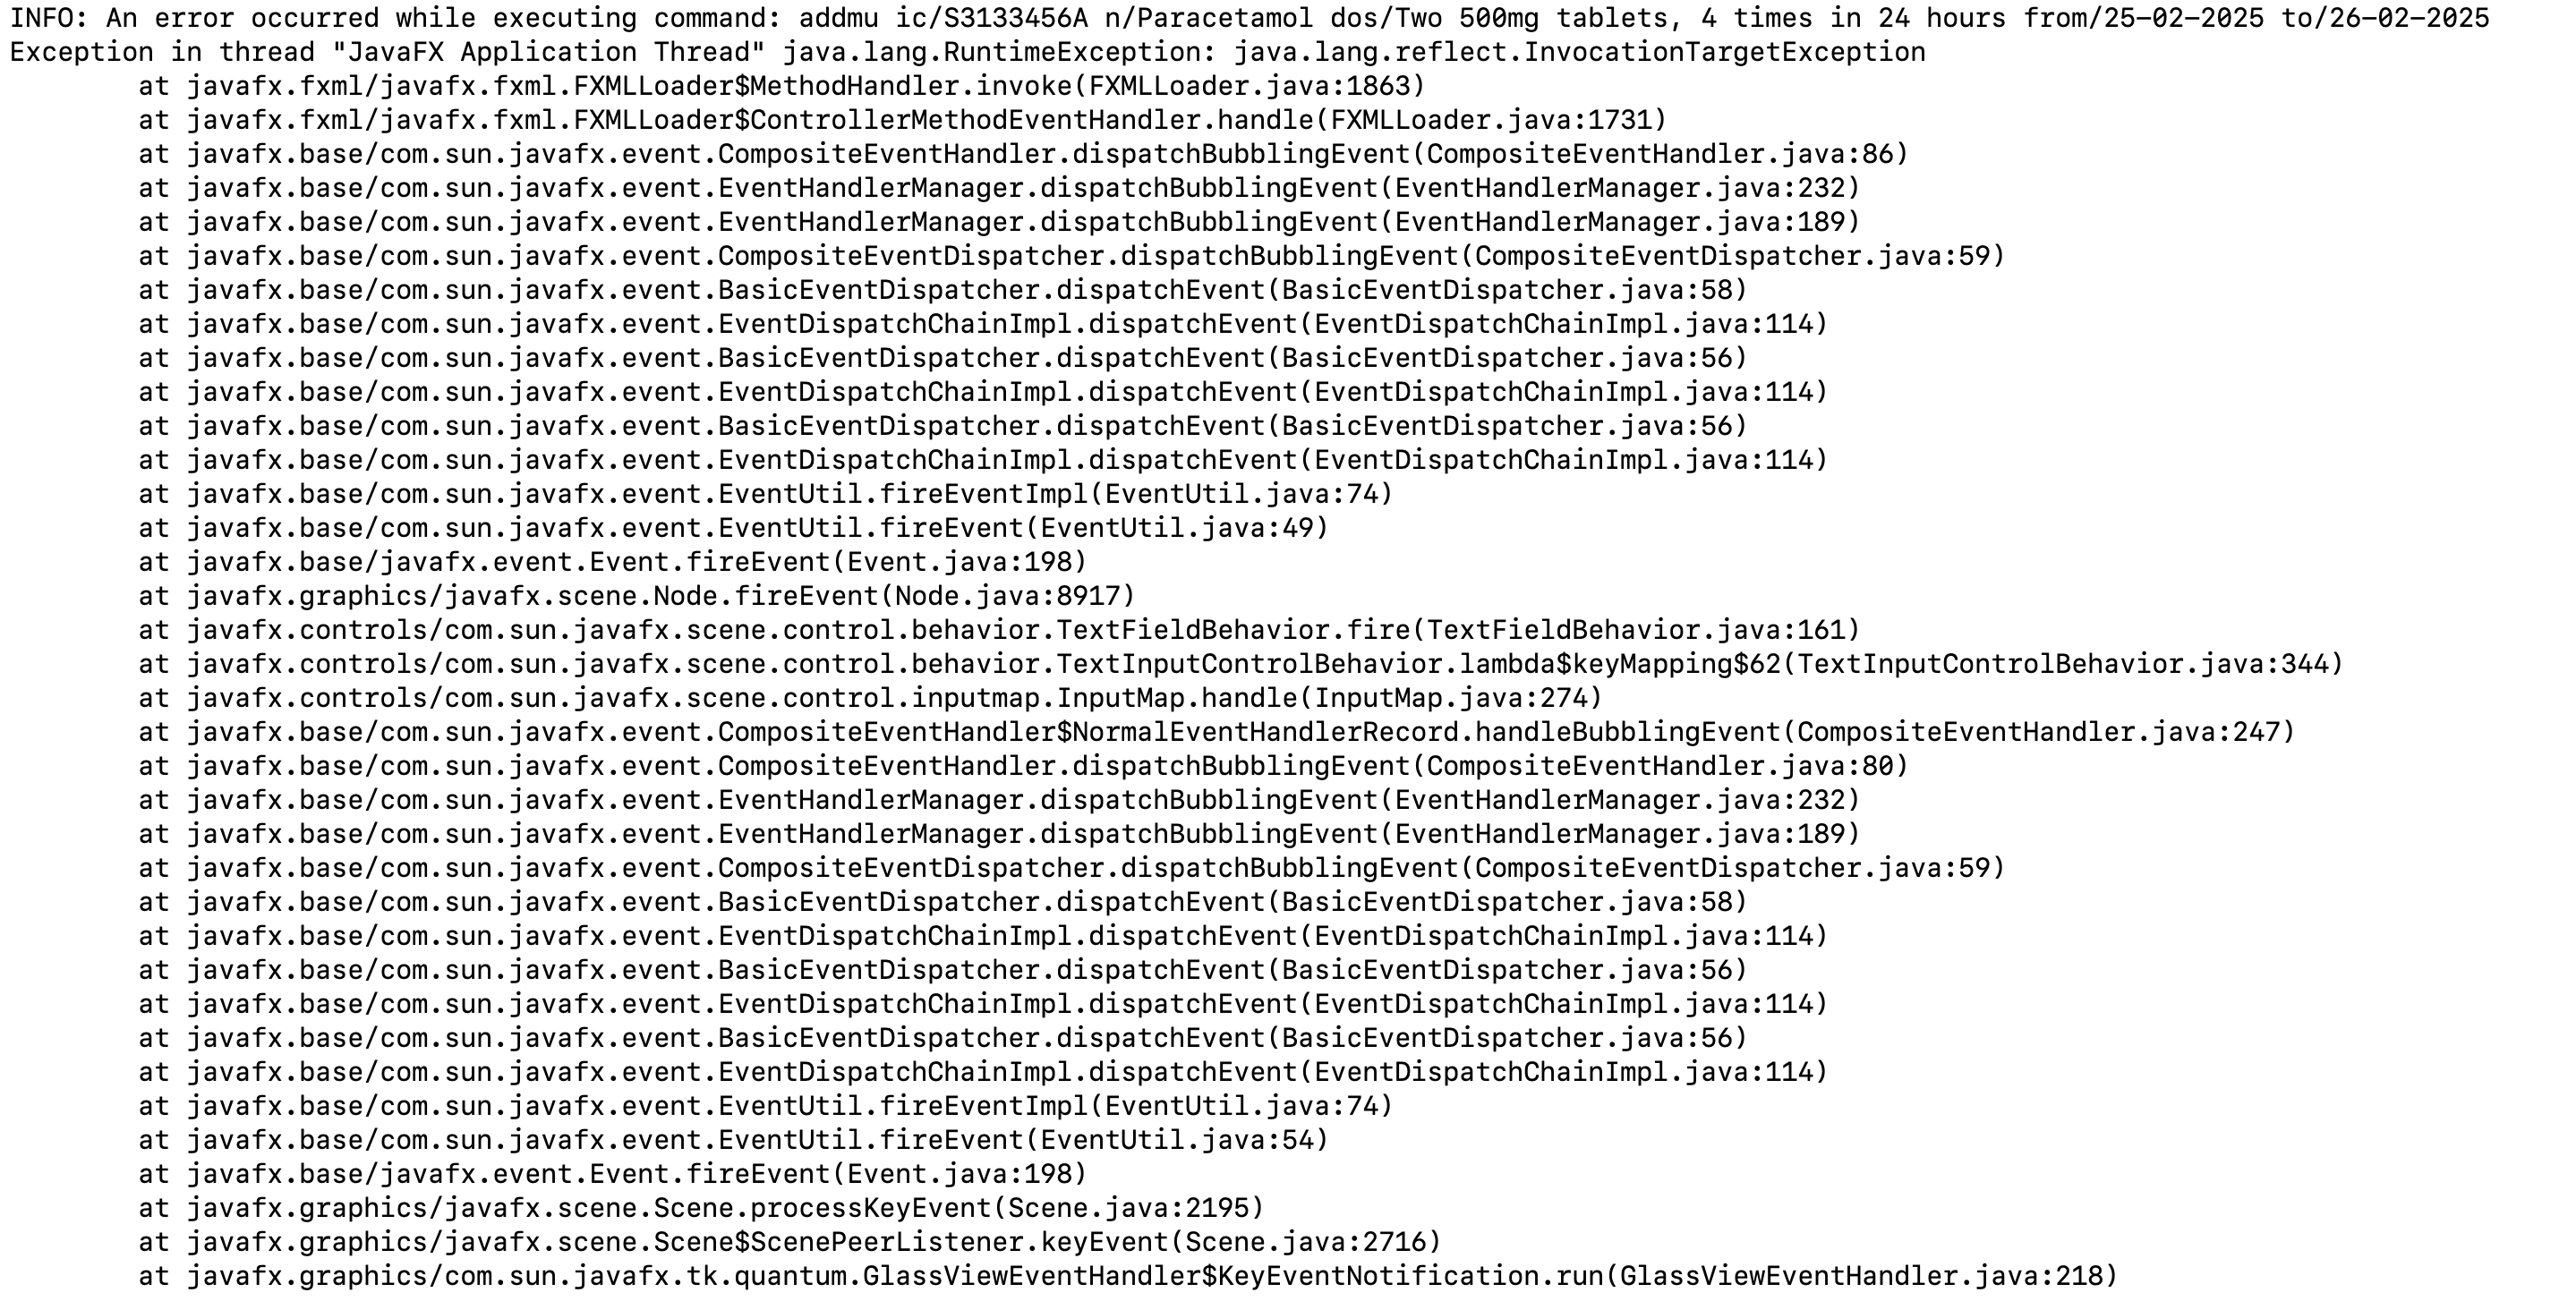 INFO: An error occurred while executing command: addmu ic/S3133456A n/Paracetamol dos/Two 500mg tablets, 4 times in 24 hours from/25-02-2025 to/26-02-2025
Exception in thread "JavaFX Application Thread" java.lang.RuntimeException: java.lang.reflect.InvocationTargetException
at javafx.fxml/javafx.fxml.FXMLLoader$MethodHandler.invoke(FXMLLoader.java:1863)
at javafx.fxml/javafx.fxml.FXMLLoader$ControllerMethodEventHandler.handle(FXMLLoader.java:1731)
at javafx.base/com.sun.javafx.event.CompositeEventHandler.dispatchBubblingEvent(CompositeEventHandler.java:86)
at javafx.base/com.sun.javafx.event.EventHandlerManager.dispatchBubblingEvent(EventHandlerManager.java:232)
at javafx.base/com.sun.javafx.event.EventHandlerManager.dispatchBubblingEvent(EventHandlerManager.java:189)
at javafx.base/com.sun.javafx.event.CompositeEventDispatcher.dispatchBubblingEvent(CompositeEventDispatcher.java:59)
at javafx.base/com.sun.javafx.event.BasicEventDispatcher.dispatchEvent(BasicEventDispatcher.java:58)
at javafx.base/com.sun.javafx.event.EventDispatchChainImpl.dispatchEvent(EventDispatchChainImpl.java:114)
at javafx.base/com.sun.javafx.event.BasicEventDispatcher.dispatchEvent(BasicEventDispatcher.java:56)
at javafx.base/com.sun.javafx.event.EventDispatchChainImpl.dispatchEvent(EventDispatchChainImpl.java:114)
at javafx.base/com.sun.javafx.event.BasicEventDispatcher.dispatchEvent(BasicEventDispatcher.java:56)
at javafx.base/com.sun.javafx.event.EventDispatchChainImpl.dispatchEvent(EventDispatchChainImpl.java:114)
at javafx.base/com.sun.javafx.event.EventUtil.fireEventImpl(EventUtil.java:74)
at javafx.base/com.sun.javafx.event.EventUtil.fireEvent(EventUtil.java:49)
at javafx.base/javafx.event.Event.fireEvent(Event.java:198)
at javafx.graphics/javafx.scene.Node.fireEvent(Node.java:8917)
at javafx.controls/com.sun.javafx.scene.control.behavior.TextFieldBehavior.fire(TextFieldBehavior.java:161)
at javafx.controls/com.sun.javafx.scene.control.behavior.TextInputControlBehavior.lambda$keyMapping$62(TextInputControlBehavior.java:344)
at javafx.controls/com.sun.javafx.scene.control.inputmap.InputMap.handle(InputMap.java:274)
at javafx.base/com.sun.javafx.event.CompositeEventHandler$NormalEventHandlerRecord.handleBubblingEvent(CompositeEventHandler.java:247)
at javafx.base/com.sun.javafx.event.CompositeEventHandler.dispatchBubblingEvent(CompositeEventHandler.java:80)
at javafx.base/com.sun.javafx.event.EventHandlerManager.dispatchBubblingEvent(EventHandlerManager.java:232)
at javafx.base/com.sun.javafx.event.EventHandlerManager.dispatchBubblingEvent(EventHandlerManager.java:189)
at javafx.base/com.sun.javafx.event.CompositeEventDispatcher.dispatchBubblingEvent(CompositeEventDispatcher.java:59)
at javafx.base/com.sun.javafx.event.BasicEventDispatcher.dispatchEvent(BasicEventDispatcher.java:58)
at javafx.base/com.sun.javafx.event.EventDispatchChainImpl.dispatchEvent(EventDispatchChainImpl.java:114)
at javafx.base/com.sun.javafx.event.BasicEventDispatcher.dispatchEvent(BasicEventDispatcher.java:56)
at javafx.base/com.sun.javafx.event.EventDispatchChainImpl.dispatchEvent(EventDispatchChainImpl.java:114)
at javafx.base/com.sun.javafx.event.BasicEventDispatcher.dispatchEvent(BasicEventDispatcher.java:56)
at javafx.base/com.sun.javafx.event.EventDispatchChainImpl.dispatchEvent(EventDispatchChainImpl.java:114)
at javafx.base/com.sun.javafx.event.EventUtil.fireEventImpl(EventUtil.java:74)
at javafx.base/com.sun.javafx.event.EventUtil.fireEvent(EventUtil.java:54)
at javafx.base/javafx.event.Event.fireEvent(Event.java:198)
at javafx.graphics/javafx.scene.Scene.processKeyEvent(Scene.java:2195)
at javafx.graphics/javafx.scene.Scene$ScenePeerListener.keyEvent(Scene.java:2716)
at javafx.graphics/com.sun.javafx.tk.quantum.GlassViewEventHandler$KeyEventNotification.run(GlassViewEventHandler.java:218)